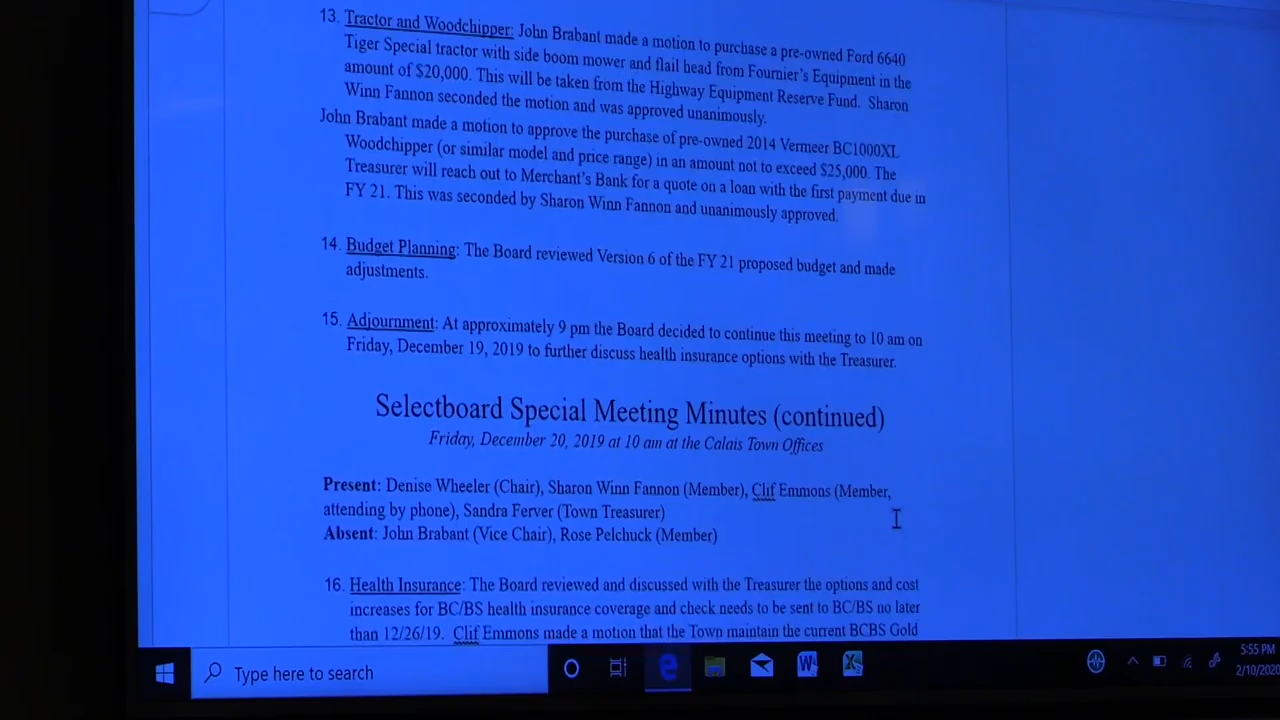 13. Tractor and Woodchipper: John Brabant made a motion to purchase a pre-owned Ford 6640
Tiger Special tractor with side boom mower and flail head from Fournier's Equipment in the
amount of $20,000. This will be taken from the Highway Equipment Reserve Fund. Sharon
Winn Fannon seconded the motion and was approved unanimously.
John Brabant made a motion to approve the purchase of pre-owned 2014 Vermeer BC1000XL
Woodchipper (or similar model and price range) in an amount not to exceed $25,000. The
Treasurer will reach out to Merchant's Bank for a quote on a loan with the first payment due in
FY 21. This was seconded by Sharon Winn Fannon and unanimously approved.
14. Budget Planning: The Board reviewed Version 6 of the FY 21 proposed budget and made
adjustments.
15. Adjournment: At approximately 9 pm the Board decided to continue this meeting to 10 am on
Friday, December 19, 2019 to further discuss health insurance options with the Treasurer.
Selectboard Special Meeting Minutes (continued)
Friday, December 20, 2019 at 10 am at the Calais Town Offices
Present: Denise Wheeler (Chair), Sharon Winn Fannon (Member), Clif Emmons (Member,
attending by phone), Sandra Ferver (Town Treasurer)
Absent: John Brabant (Vice Chair), Rose Pelchuck (Member)
16. Health Insurance: The Board reviewed and discussed with the Treasurer the options and cost
increases for BC/BS health insurance coverage and check needs to be sent to BC/BS no later
than 12/26/19. Clif Emmons made a motion that the Town maintain the current BCBS Gold
Type here to search
5:55 PM
2/10/2020